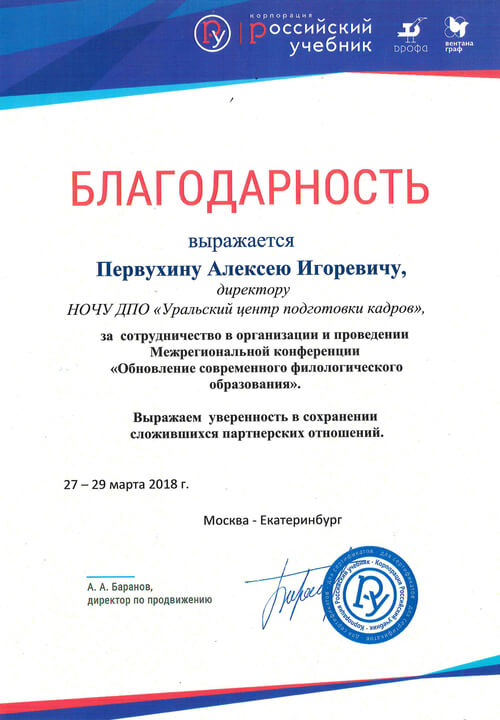 корпорация
Российский
учебник
дрофа
вентана
граф
БЛАГОДАРНОСТЬ
выражается
Первухину Алексею Игоревичу,
директору
НОЧУ ДПО «Уральский центр подготовки кадров»,
за сотрудничество в организации и проведении
Межрегиональной конференции
«Обновление современного филологического
образования».
Выражаем уверенность в сохранении
сложившихся партнерских отношений.
27 – 29 марта 2018 г.
Москва - Екатеринбург
А. А. Баранов,
директор по продвижению
Корпорация Российский учебник
для сертификатов